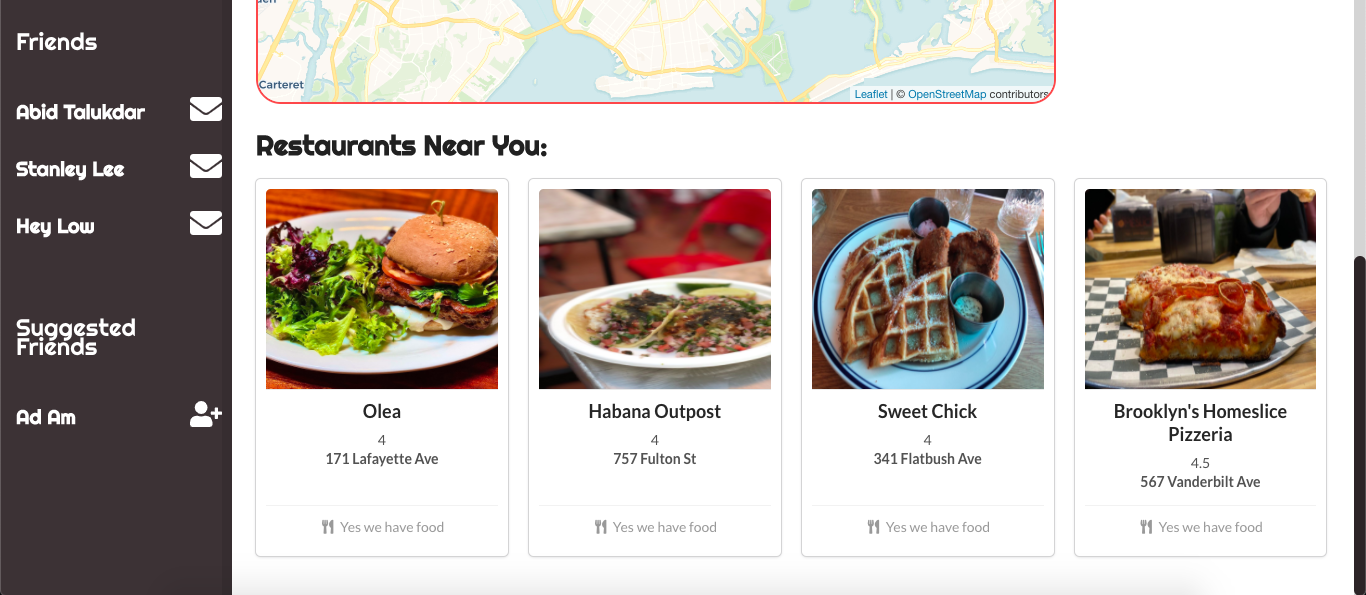 Friends
Abid Talukdar
Stanley Lee
Hey Low
Suggested
Friends
Ad Am
Carteret
Leaflet | © OpenStreetMap contributors
Restaurants Near You:
Olea
4
171 Lafayette Ave
Yes we have food
Habana Outpost
4
757 Fulton St
Yes we have food
Sweet Chick
4
341 Flatbush Ave
Yes we have food
Brooklyn's Homeslice
Pizzeria
4.5
567 Vanderbilt Ave
Yes we have food